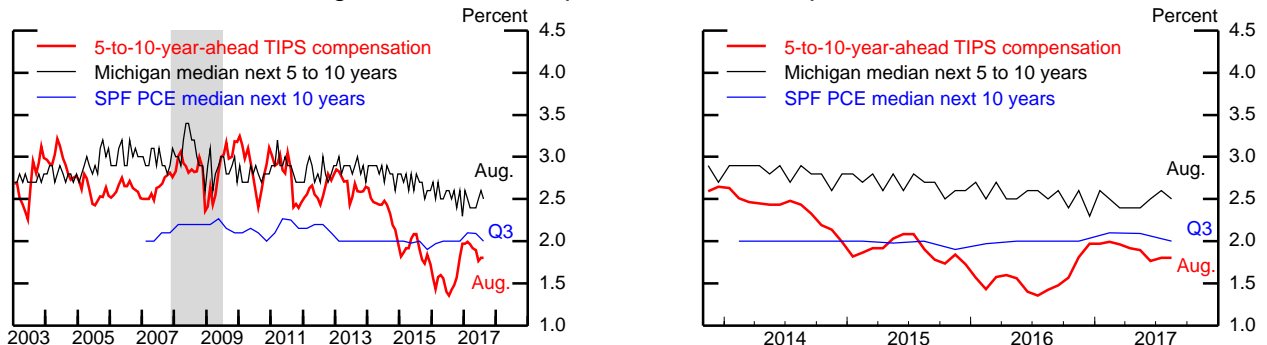 Percent
4.5
5-to-10-year-ahead TIPS compensation
Michigan median next 5 to 10 years
4.0
SPF PCE median next 10 years
3.5
3.0
Aug.
2.5
Q3
2.0
1.5
Aug.
1.0
2003 2005 2007 2009 2011 2013 2015 2017
Percent
4.5
5-to-10-year-ahead TIPS compensation
Michigan median next 5 to 10 years
4.0
SPF PCE median next 10 years
3.5
3.0
Aug.
2.5
Q3
2.0
Aug.
1.5
1.0
2014 2015 2016 2017